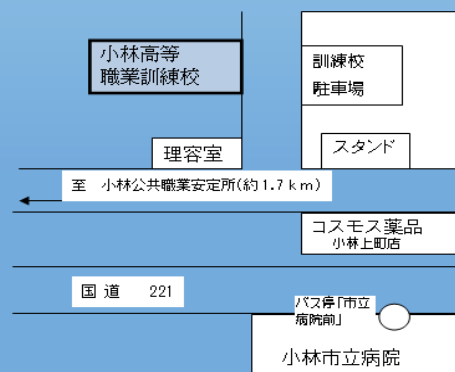 小林高等
職業訓練校
訓練校
駐車場
理容室
スタンド
至 小林公共職業安定所(約1.7km)
コスモス薬品
小林上町店
国道 221
バス停「市立
病院前」
小林市立病院